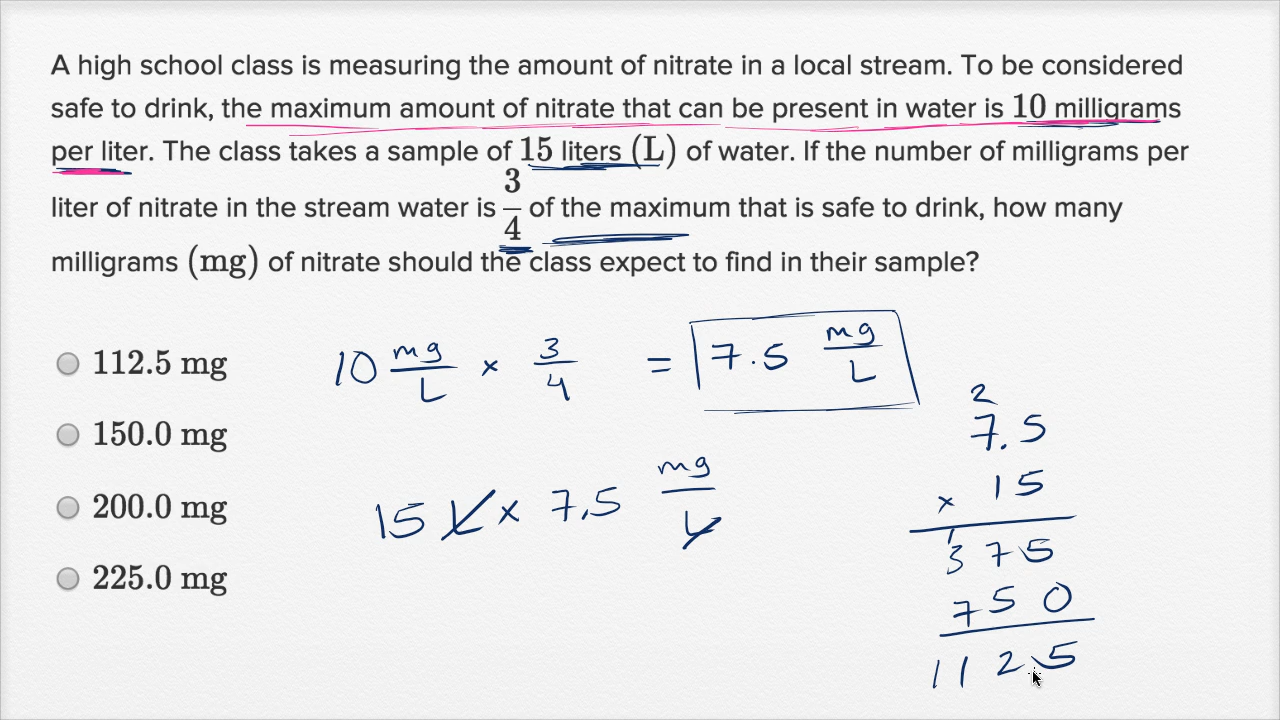 A high school class is measuring the amount of nitrate in a local stream. To be considered
safe to drink, the maximum amount of nitrate that can be present in water is 10 milligrams
per liter. The class takes a sample of 15 liters (L) of water. If the number of milligrams per
liter of nitrate in the stream water is 3/4 of the maximum that is safe to drink, how many
milligrams (mg) of nitrate should the class expect to find in their sample?
112.5 mg
150.0 mg
200.0 mg
225.0 mg
10 mg/L × 3/4 = 7.5 mg/L
15 L × 7.5 mg/L
2
7.5
× 15
1
375
750
112.5